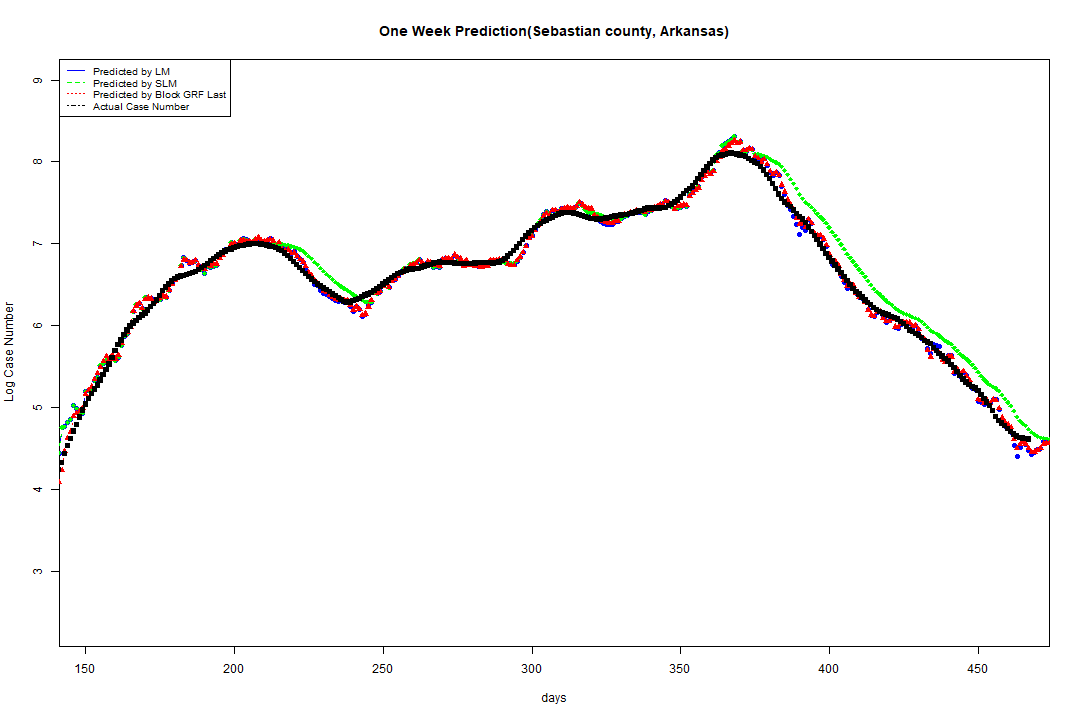 One Week Prediction(Sebastian county, Arkansas)
Predicted by LM
Predicted by SLM
Predicted by Block GRF Last
Actual Case Number
9
8
7
6
5
4
3
Log Case Number
150 200 250 300 350 400 450
days